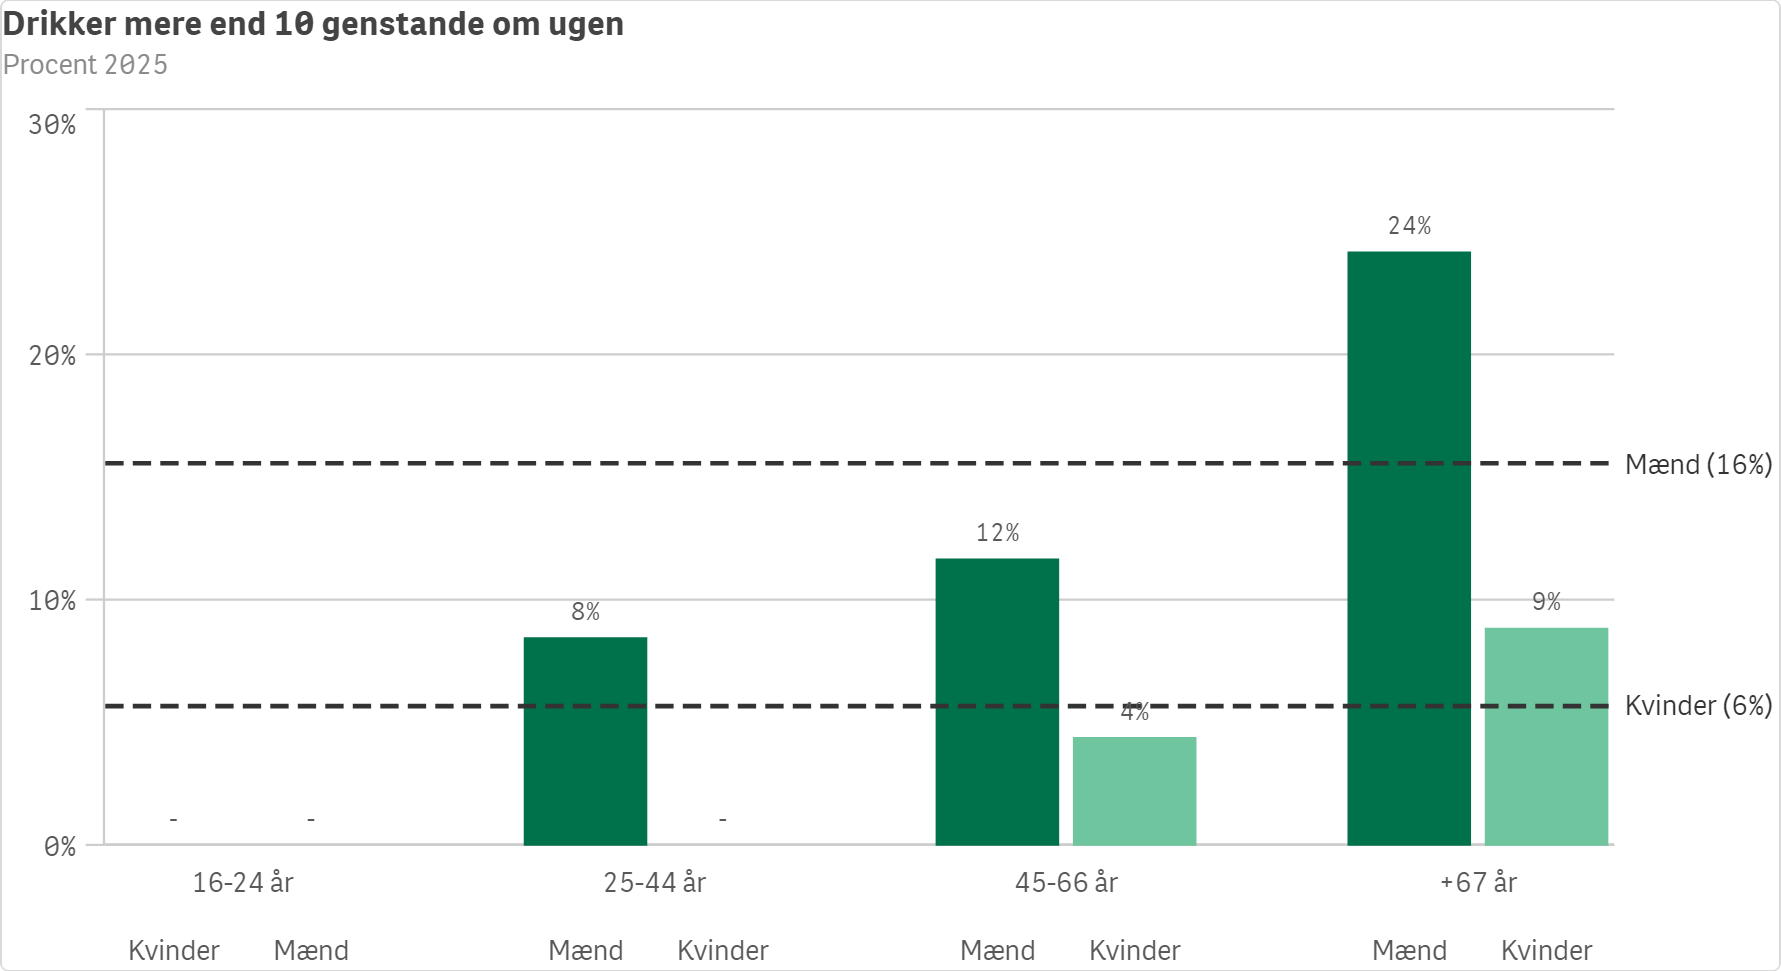 Drikker mere end 10 genstande om ugen
Procent 2025
30%
20%
10%
0%
24%
12%
8%
9%
4%
-
-
-
Mænd (16%)
Kvinder (6%)
16-24 år
25-44 år
45-66 år
+67 år
Kvinder
Mænd
Mænd
Kvinder
Mænd
Kvinder
Mænd
Kvinder